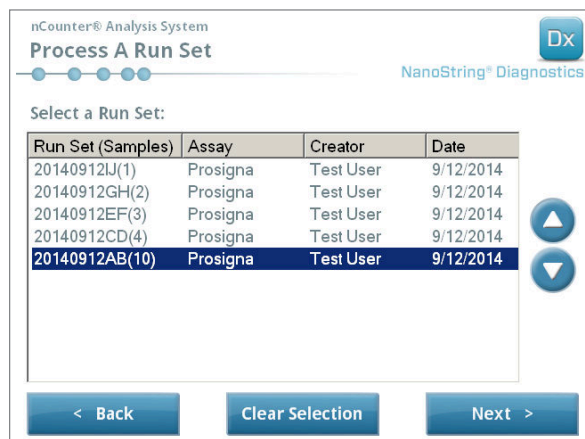 nCounter® Analysis System
Process A Run Set
Dx
NanoString® Diagnostics
Select a Run Set:
Run Set (Samples) Assay Creator Date
20140912IJ(1) Prosigna Test User 9/12/2014
20140912GH(2) Prosigna Test User 9/12/2014
20140912EF(3) Prosigna Test User 9/12/2014
20140912CD(4) Prosigna Test User 9/12/2014
20140912AB(10) Prosigna Test User 9/12/2014
< Back Clear Selection Next >